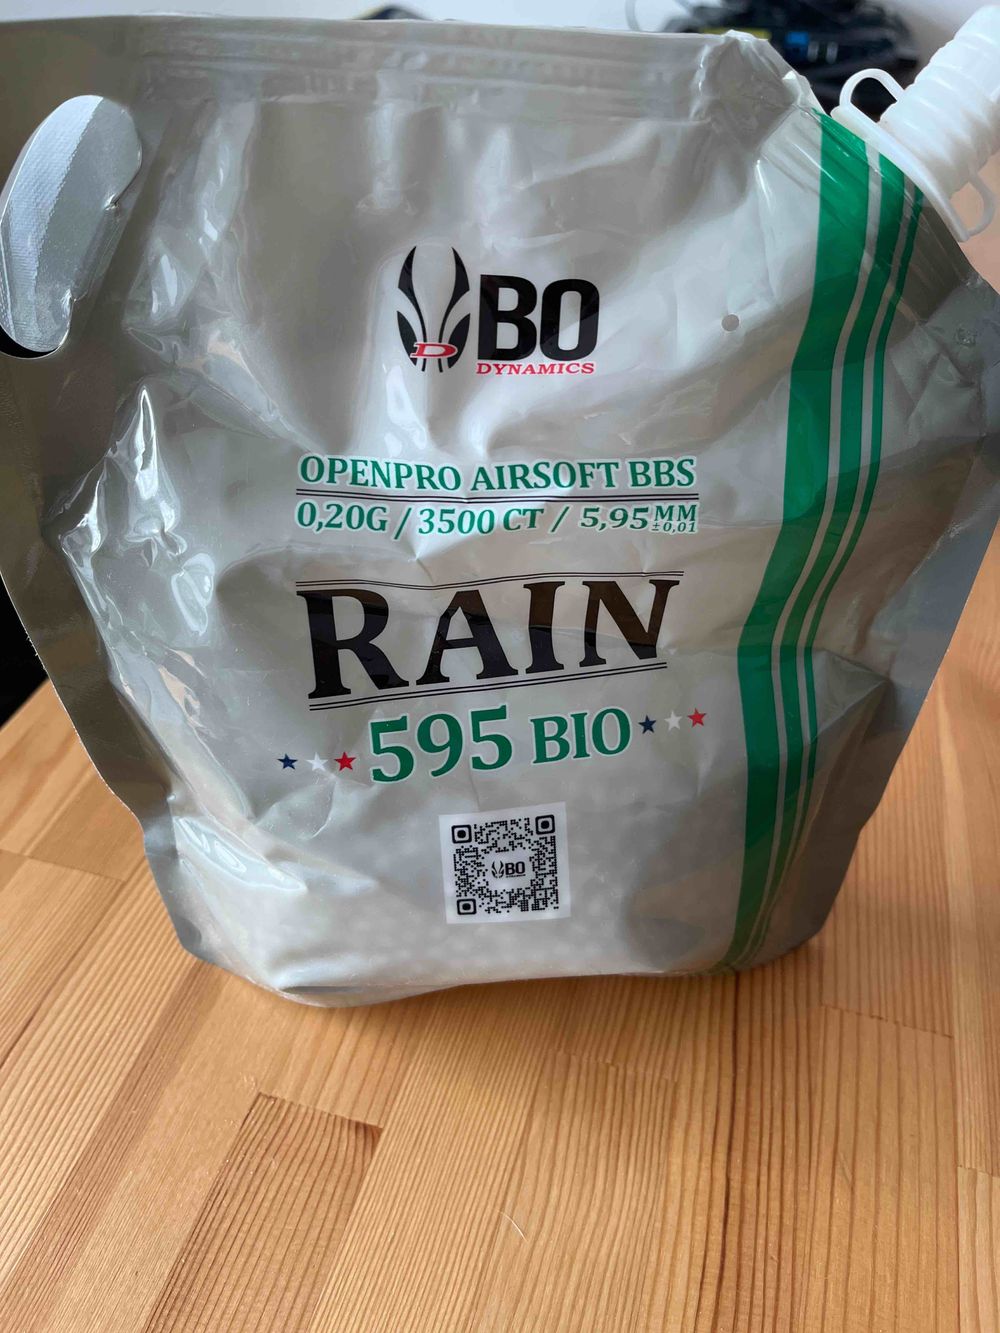 D BO
DYNAMICS
OPENPRO AIRSOFT BBS
0,20G / 3500 CT / 5,95 MM ±0,01
RAIN
595 BIO
BO